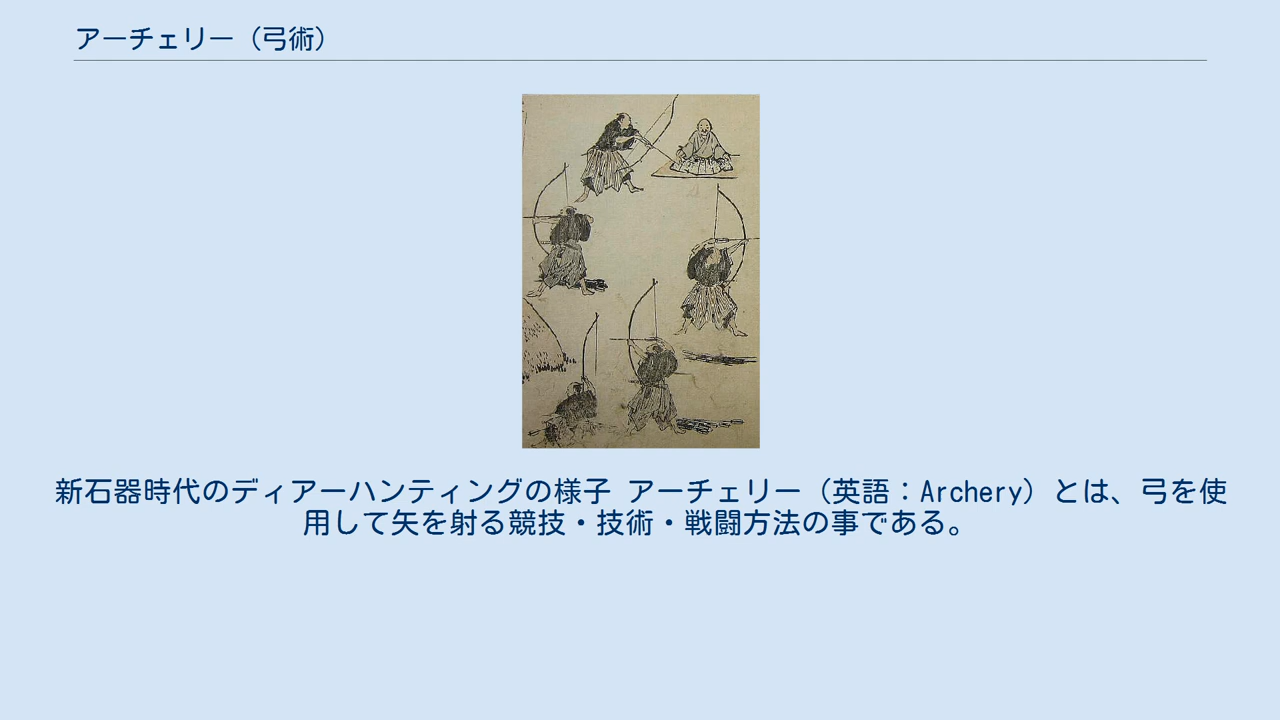 アーチェリー（弓術）
新石器時代のディアーハンティングの様子 アーチェリー（英語：Archery）とは、弓を使
用して矢を射る競技・技術・戦闘方法の事である。